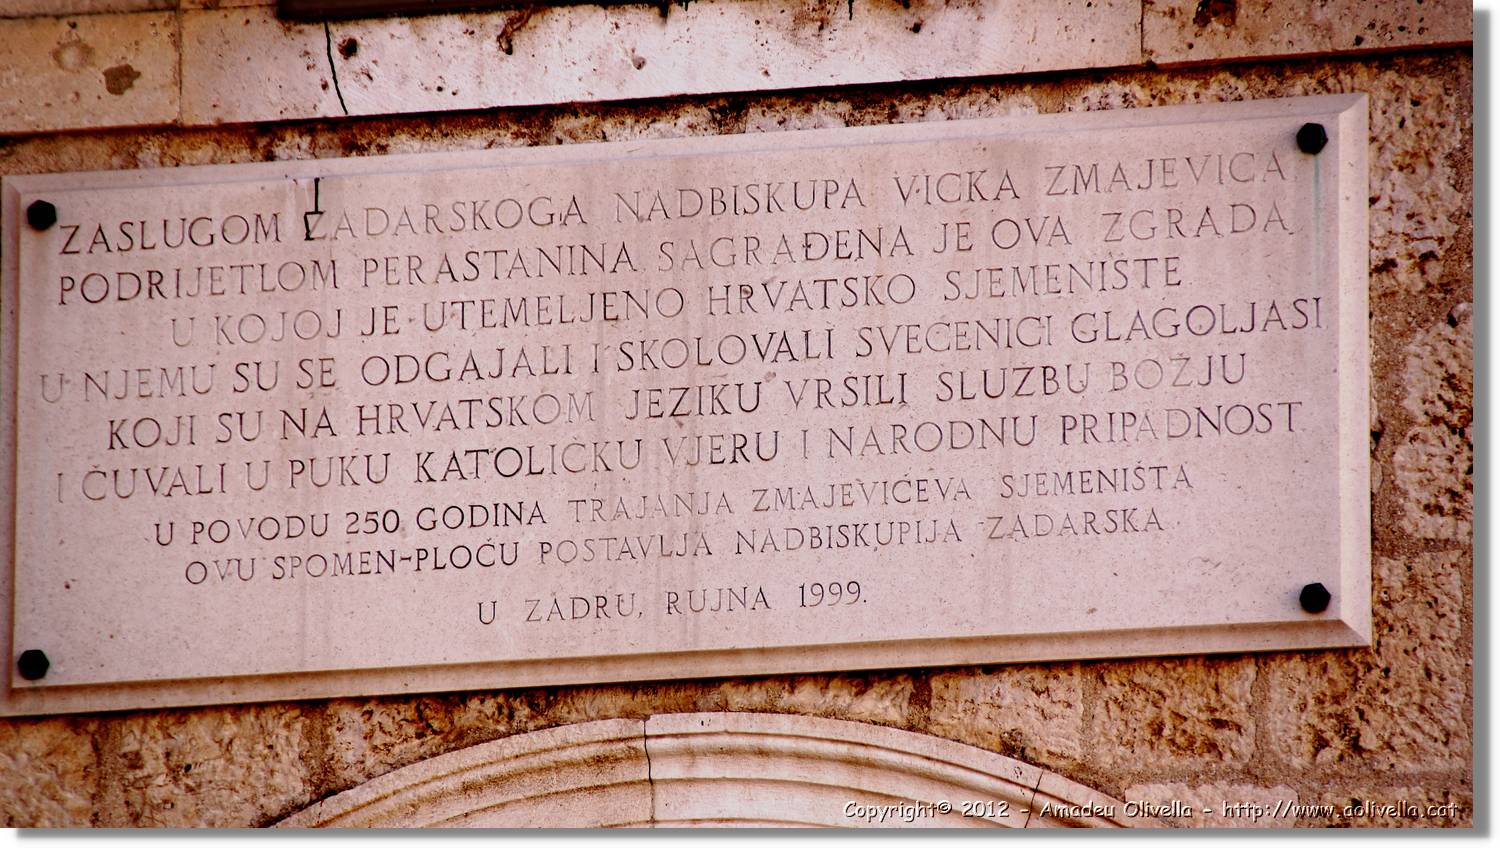 ZASLUGOM ZADARSKOGA NADBISKUPA VICKA ZMAJEVIĆA
PODRIJETLOM PERASTANINA SAGRAĐENA JE OVA ZGRADA
U KOJOJ JE UTEMELJENO HRVATSKO SJEMENIŠTE
U NJEMU SU SE ODGAJALI I ŠKOLOVALI SVEĆENICI GLAGOLJAŠI
KOJI SU NA HRVATSKOM JEZIKU VRŠILI SLUŽBU BOŽJU
I ČUVALI U PUKU KATOLIČKU VJERU I NARODNU PRIPADNOST
U POVODU 250 GODINA TRAJANJA ZMAJEVIĆEVA SJEMENIŠTA
OVU SPOMEN-PLOČU POSTAVLJA NADBISKUPIJA ZADARSKA
U ZADRU, RUJNA 1999.
Copyright© 2012 - Amadeu Olivella - http://www.aolivella.cat